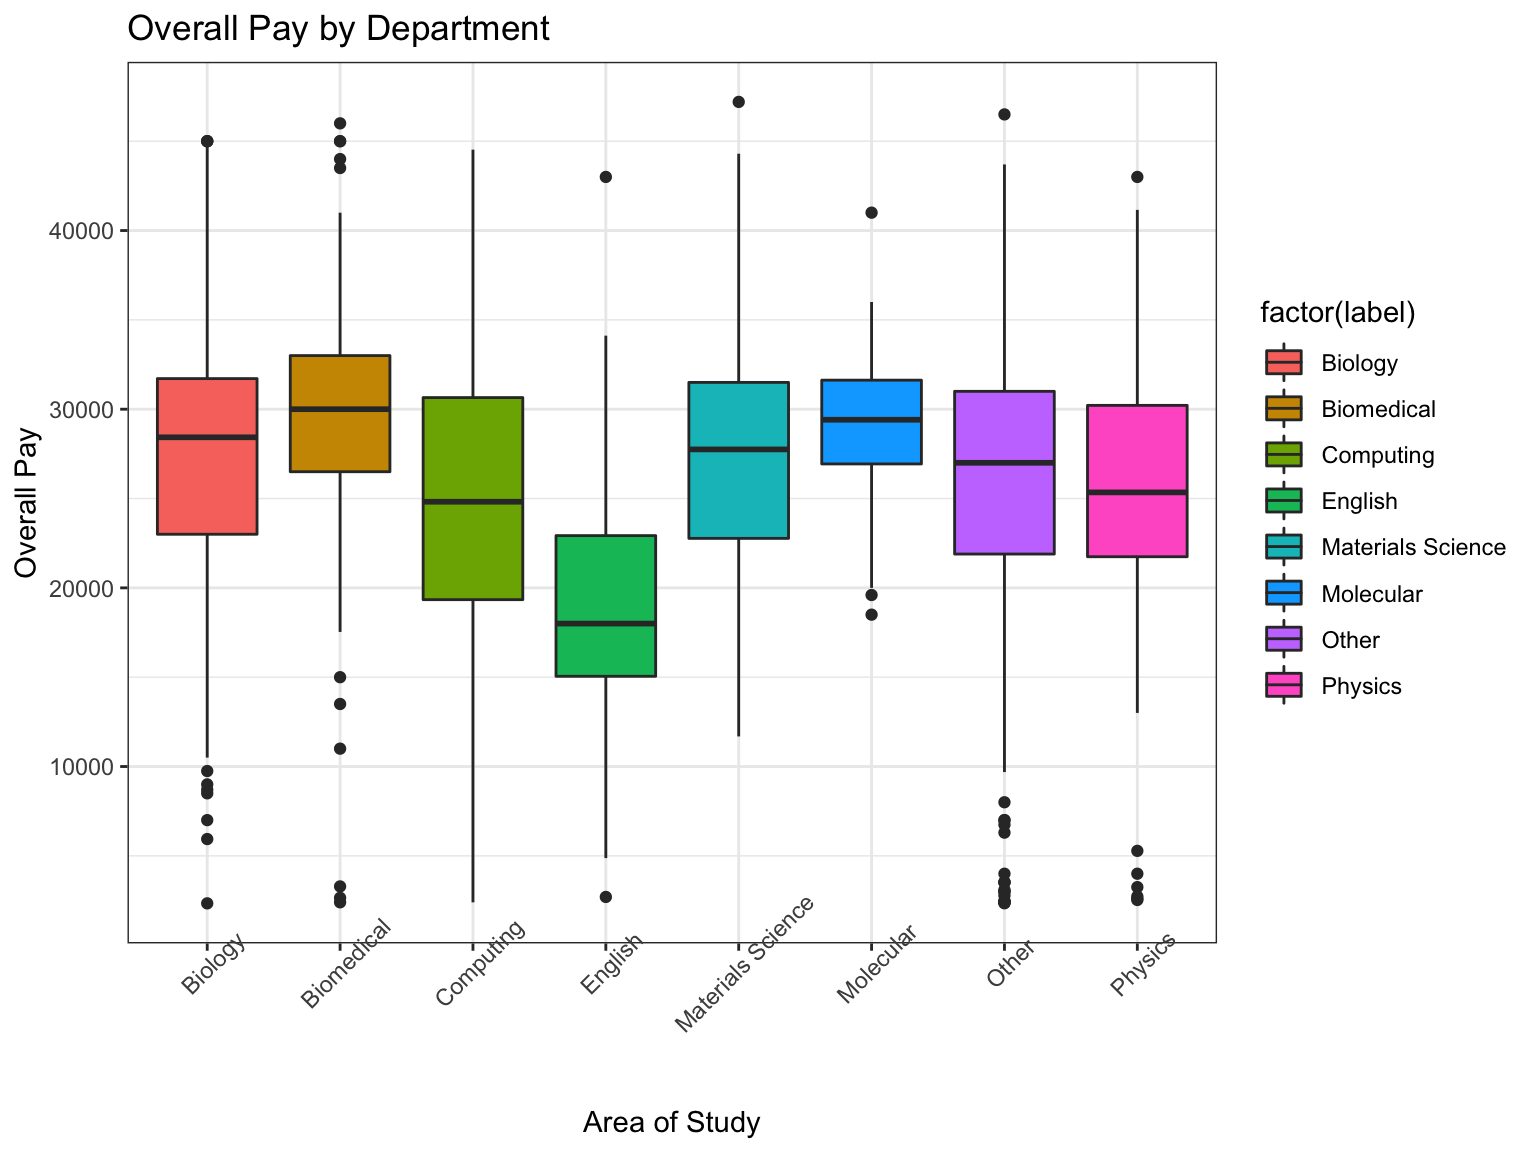 Overall Pay by Department
Overall Pay
40000
30000
20000
10000
Biology
Biomedical
Computing
English
Materials Science
Molecular
Other
Physics
Area of Study
factor(label)
Biology
Biomedical
Computing
English
Materials Science
Molecular
Other
Physics